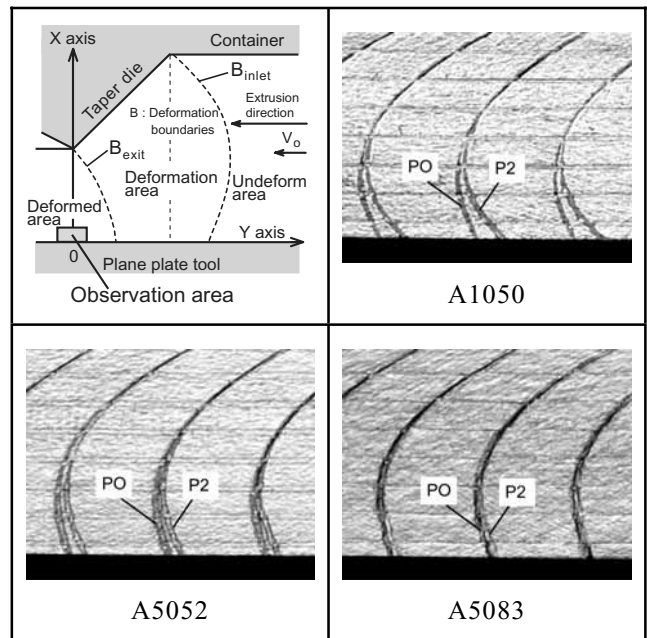 X axis
Container
Taper die
B inlet
B : Deformation
boundaries
Extrusion
direction
V o
B exit
Deformation
area
Undeform
area
Deformed
area
Y axis
0
Plane plate tool
Observation area
PO
P2
A1050
PO
P2
A5052
PO
P2
A5083